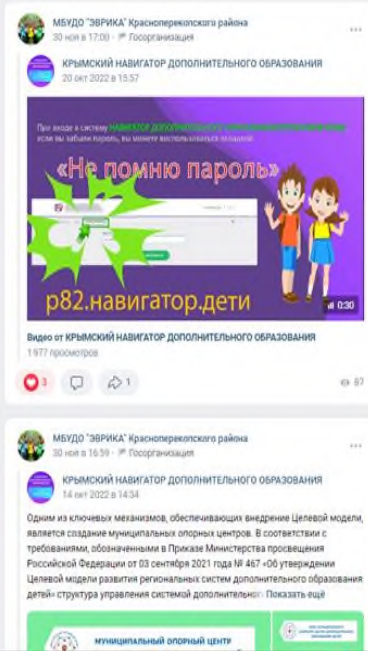 МБУДО "ЭВРИКА" Красноперекопского района
30 ноя в 17:00 · Госорганизация
КРЫМСКИЙ НАВИГАТОР ДОПОЛНИТЕЛЬНОГО ОБРАЗОВАНИЯ
20 окт 2022 в 15:57
При входе в систему НАВИГАТОР ДОПОЛНИТЕЛЬНОГО
если вы забыли пароль, вы можете воспользоваться
«Не помню пароль»
р82.навигатор.дети
0:30
Видео от КРЫМСКИЙ НАВИГАТОР ДОПОЛНИТЕЛЬНОГО ОБРАЗОВАНИЯ
1 977 просмотров
3
1
87
МБУДО "ЭВРИКА" Красноперекопского района
30 ноя в 16:59 · Госорганизация
КРЫМСКИЙ НАВИГАТОР ДОПОЛНИТЕЛЬНОГО ОБРАЗОВАНИЯ
14 окт 2022 в 14:34
Одним из ключевых механизмов, обеспечивающих внедрение Целевой модели,
является создание муниципальных опорных центров. В соответствии с
требованиями, обозначенными в Приказе Министерства просвещения
Российской Федерации от 03 сентября 2021 года № 467 «Об утверждении
Целевой модели развития региональных систем дополнительного образования
детей» структура управления системой дополнительно Показать ещё
МУНИЦИПАЛЬНЫЙ ОПОРНЫЙ ЦЕНТР